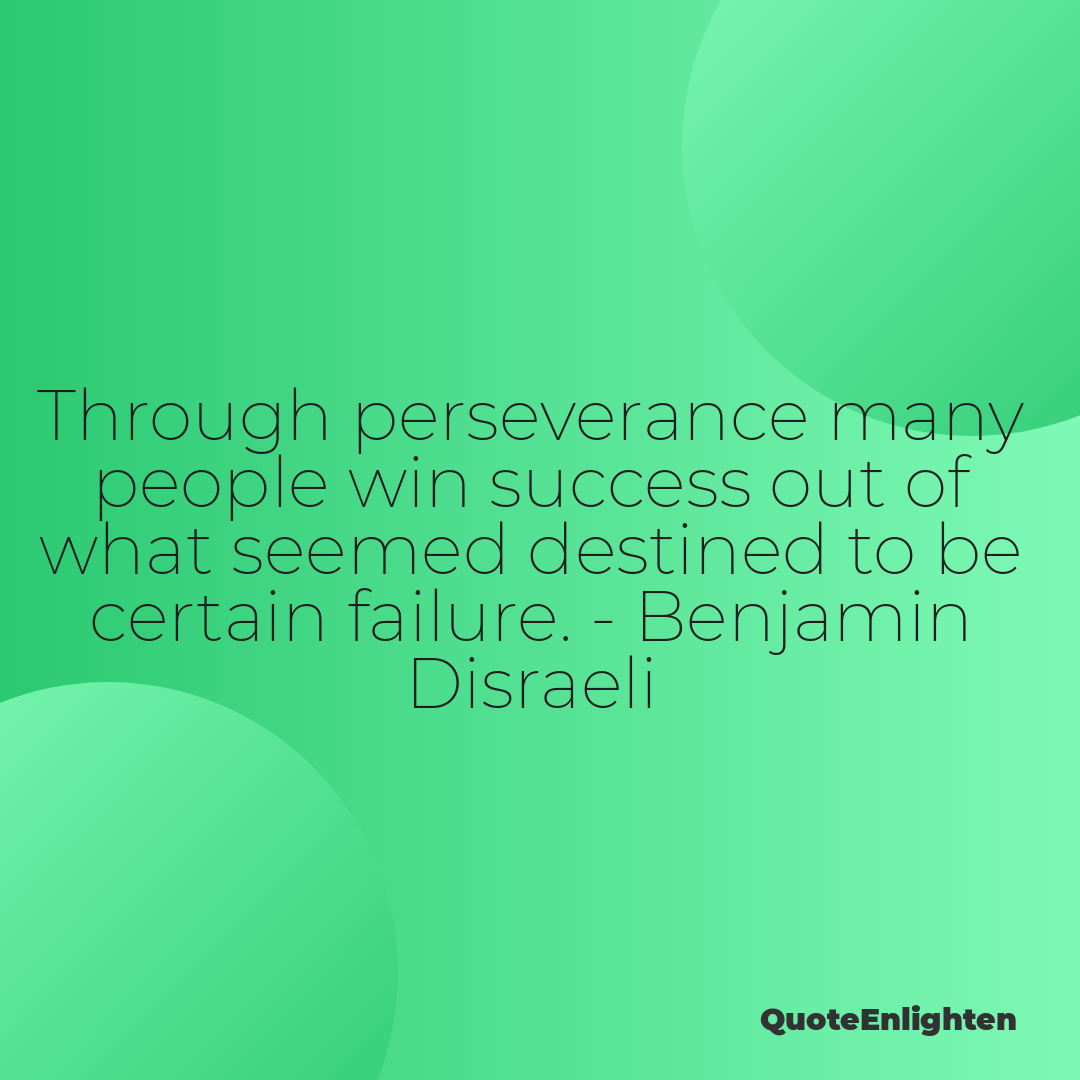 Through perseverance many
people win success out of
what seemed destined to be
certain failure. - Benjamin
Disraeli
QuoteEnlighten